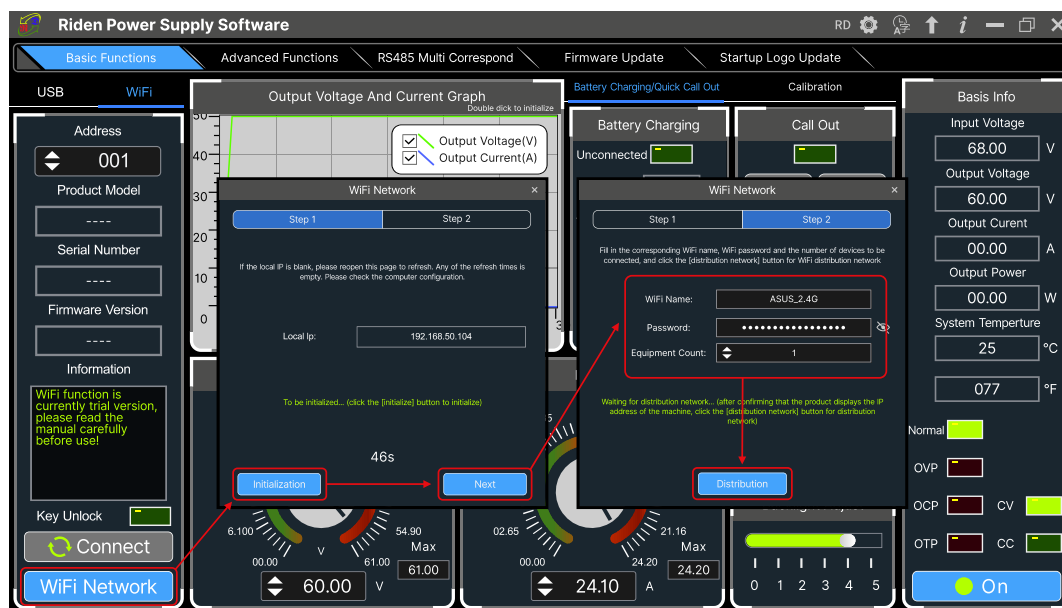 Riden Power Supply Software
RD
Basic Functions
Advanced Functions
RS485 Multi Correspond
Firmware Update
Startup Logo Update
USB
WiFi
Address
001
Product Model
----
Serial Number
----
Firmware Version
----
Information
WiFi function is
currently trial version,
please read the
manual carefully
before use!
Key Unlock
Connect
WiFi Network
Output Voltage And Current Graph
Double dick to initialize
Output Voltage(V)
Output Current(A)
50
40
30
20
10
0
3
WiFi Network
Step 1
Step 2
If the local IP is blank, please reopen this page to refresh. Any of the refresh times is
empty. Please check the computer configuration.
Local Ip:
192.168.50.104
To be initialized... (click the [initialize] button to initialize)
46s
Initialization
Next
6.100
54.90
V
Max
00.00
61.00
61.00
60.00
V
Battery Charging/Quick Call Out
Calibration
Battery Charging
Call Out
Unconnected
WiFi Network
Step 1
Step 2
Fill in the corresponding WiFi name, WiFi password and the number of devices to be
connected, and click the [distribution network] button for WiFi distribution network
WiFi Name:
ASUS_2.4G
Password:
Equipment Count:
1
Waiting for distribution network... (after confirming that the product displays the IP
address of the machine, click the [distribution network] button for distribution
network)
Distribution
02.65
21.16
A
Max
00.00
24.20
24.20
24.10
A
0 1 2 3 4 5
Basis Info
Input Voltage
68.00
V
Output Voltage
60.00
V
Output Curent
00.00
A
Output Power
00.00
W
System Temperture
25
°C
077
°F
Normal
OVP
OCP
CV
OTP
CC
On